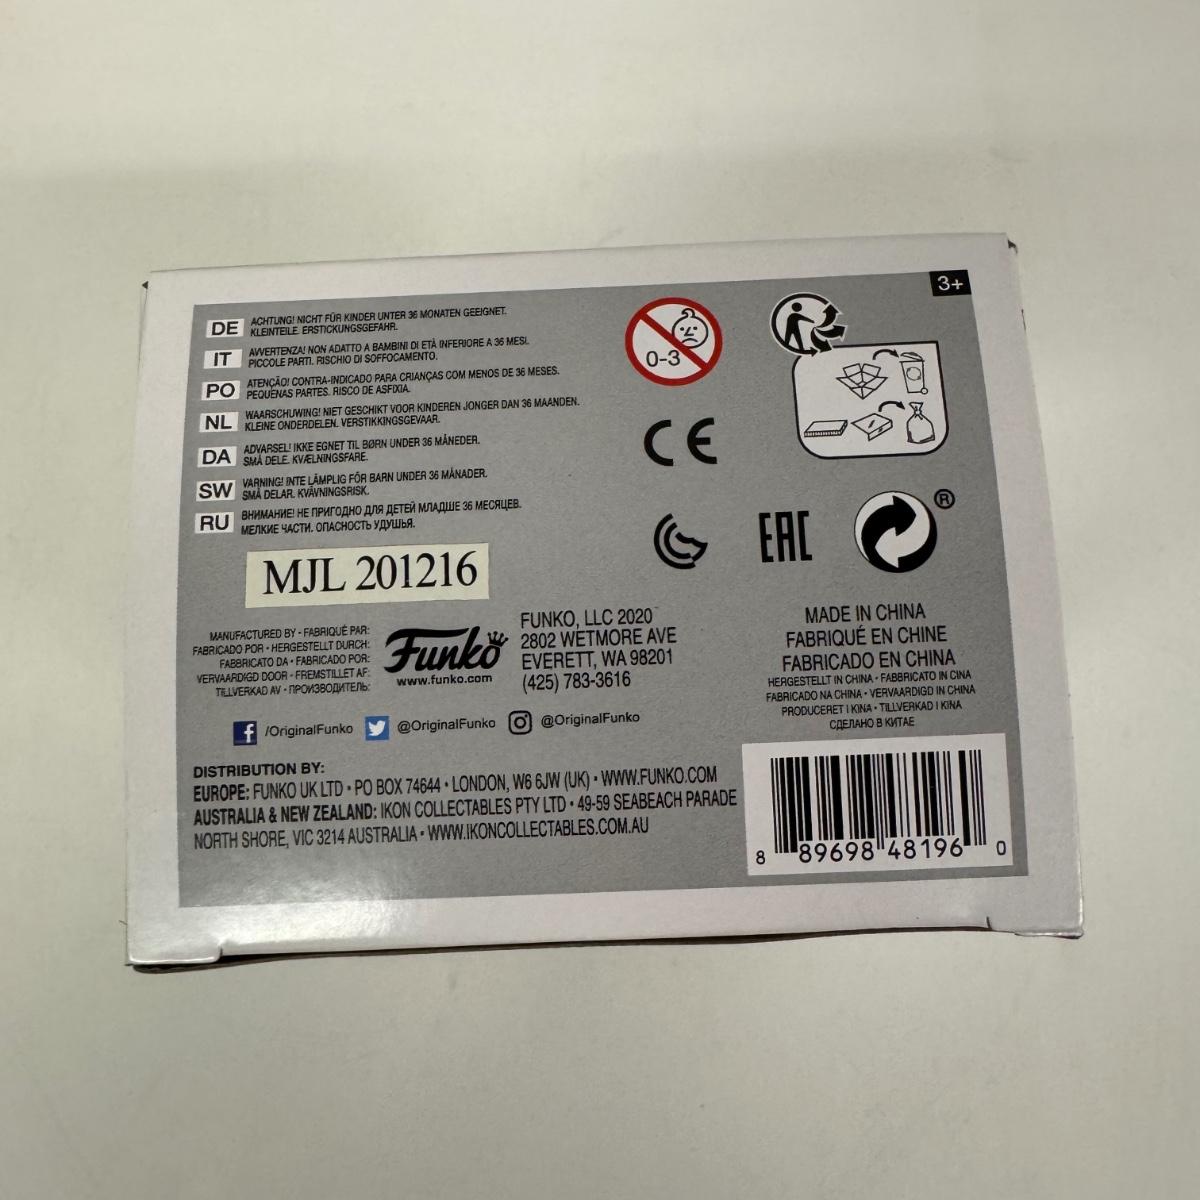 3+
DE ACHTUNG! NICHT FÜR KINDER UNTER 36 MONATEN GEEIGNET.
KLEINTEILE. ERSTICKUNGSGEFAHR.
IT AVVERTENZA! NON ADATTO A BAMBINI DI ETÀ INFERIORE A 36 MESI.
PICCOLE PARTI. RISCHIO DI SOFFOCAMENTO.
PO ATENÇÃO! CONTRA-INDICADO PARA CRIANÇAS COM MENOS DE 36 MESES.
PEQUENAS PARTES. RISCO DE ASFIXIA.
NL WAARSCHUWING! NIET GESCHIKT VOOR KINDEREN JONGER DAN 36 MAANDEN.
KLEINE ONDERDELEN. VERSTIKKINGSGEVAAR.
DA ADVARSEL! IKKE EGNET TIL BØRN UNDER 36 MÅNEDER.
SMÅ DELE. KVÆLNINGSFARE.
SW VARNING! INTE LÄMPLIG FÖR BARN UNDER 36 MÅNADER.
SMÅ DELAR. KVÄVNINGSRISK.
RU ВНИМАНИЕ! НЕ ПРИГОДНО ДЛЯ ДЕТЕЙ МЛАДШЕ 36 МЕСЯЦЕВ.
МЕЛКИЕ ЧАСТИ. ОПАСНОСТЬ УДУШЬЯ.
0-3
CE
EAC
®
MJL 201216
MANUFACTURED BY • FABRIQUÉ PAR:
FABRICADO POR • HERGESTELLT DURCH:
FABBRICATO DA • FABRICADO POR:
VERVAARDIGD DOOR • FREMSTILLET AF:
TILLVERKAD AV • ПРОИЗВОДИТЕЛЬ:
Funko
www.funko.com
FUNKO, LLC 2020
2802 WETMORE AVE
EVERETT, WA 98201
(425) 783-3616
MADE IN CHINA
FABRIQUÉ EN CHINE
FABRICADO EN CHINA
HERGESTELLT IN CHINA • FABBRICATO IN CINA
FABRICADO NA CHINA • VERVAARDIGD IN CHINA
PRODUCERET I KINA • TILLVERKAD I KINA
СДЕЛАНО В КИТАЕ
f /OriginalFunko @OriginalFunko @OriginalFunko
DISTRIBUTION BY:
EUROPE: FUNKO UK LTD • PO BOX 74644 • LONDON, W6 6JW (UK) • WWW.FUNKO.COM
AUSTRALIA & NEW ZEALAND: IKON COLLECTABLES PTY LTD • 49-59 SEABEACH PARADE
NORTH SHORE, VIC 3214 AUSTRALIA • WWW.IKONCOLLECTABLES.COM.AU
8 89698 48196 0